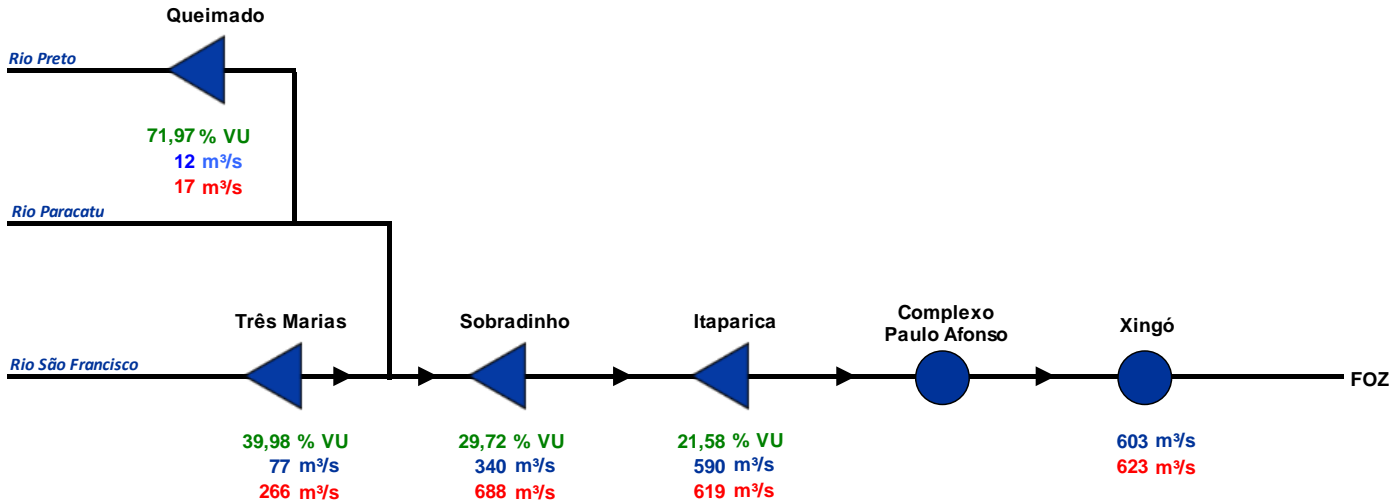 Queimado
Rio Preto
71,97 % VU
12 m³/s
17 m³/s
Rio Paracatu
Três Marias
Sobradinho
Itaparica
Complexo
Paulo Afonso
Xingó
Rio São Francisco
FOZ
39,98 % VU
77 m³/s
266 m³/s
29,72 % VU
340 m³/s
688 m³/s
21,58 % VU
590 m³/s
619 m³/s
603 m³/s
623 m³/s